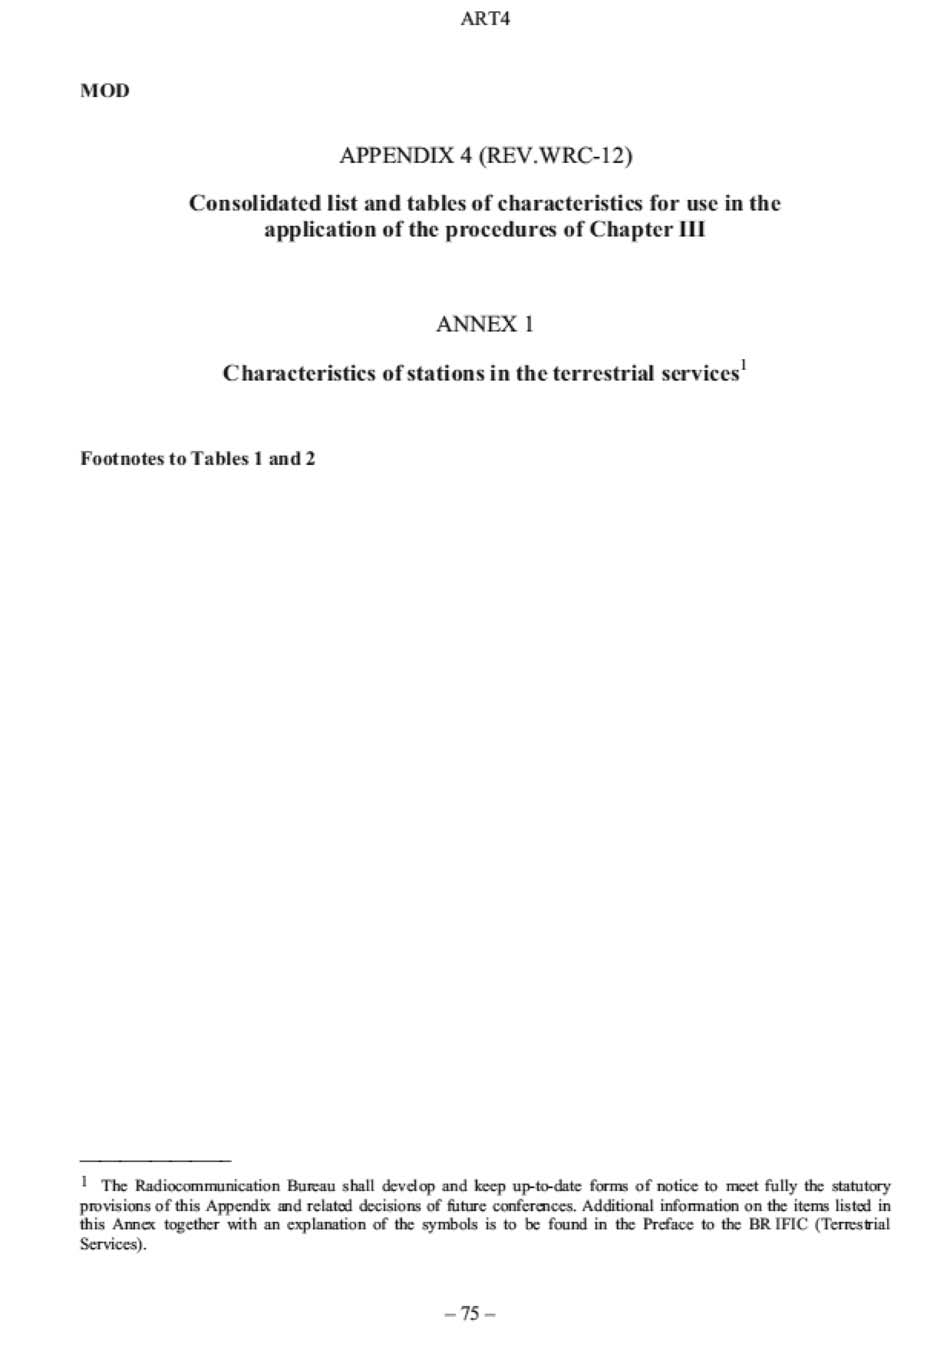 ART4
MOD
APPENDIX 4 (REV.WRC-12)
Consolidated list and tables of characteristics for use in the
application of the procedures of Chapter III
ANNEX 1
Characteristics of stations in the terrestrial services1
Footnotes to Tables 1 and 2
1 The Radiocommunication Bureau shall develop and keep up-to-date forms of notice to meet fully the statutory
provisions of this Appendix and related decisions of future conferences. Additional information on the items listed in
this Annex together with an explanation of the symbols is to be found in the Preface to the BR IFIC (Terrestrial
Services).
– 75 –